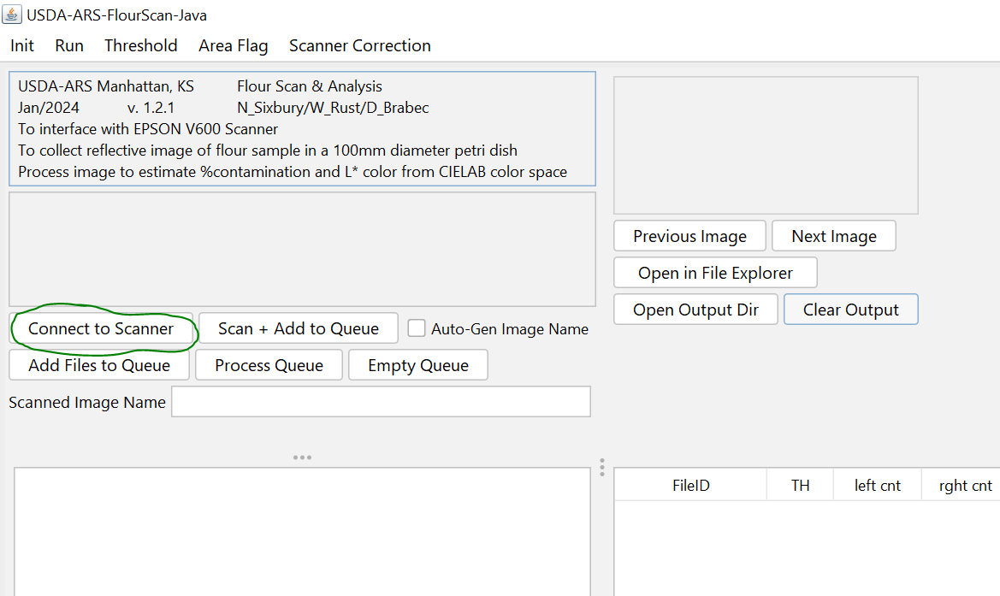 USDA-ARS-FlourScan-Java
Init Run Threshold Area Flag Scanner Correction
USDA-ARS Manhattan, KS Flour Scan & Analysis
Jan/2024 v. 1.2.1 N_Sixbury/W_Rust/D_Brabec
To interface with EPSON V600 Scanner
To collect reflective image of flour sample in a 100mm diameter petri dish
Process image to estimate %contamination and L* color from CIELAB color space
Previous Image Next Image
Open in File Explorer
Open Output Dir Clear Output
Connect to Scanner Scan + Add to Queue Auto-Gen Image Name
Add Files to Queue Process Queue Empty Queue
Scanned Image Name
FileID TH left cnt rght cnt